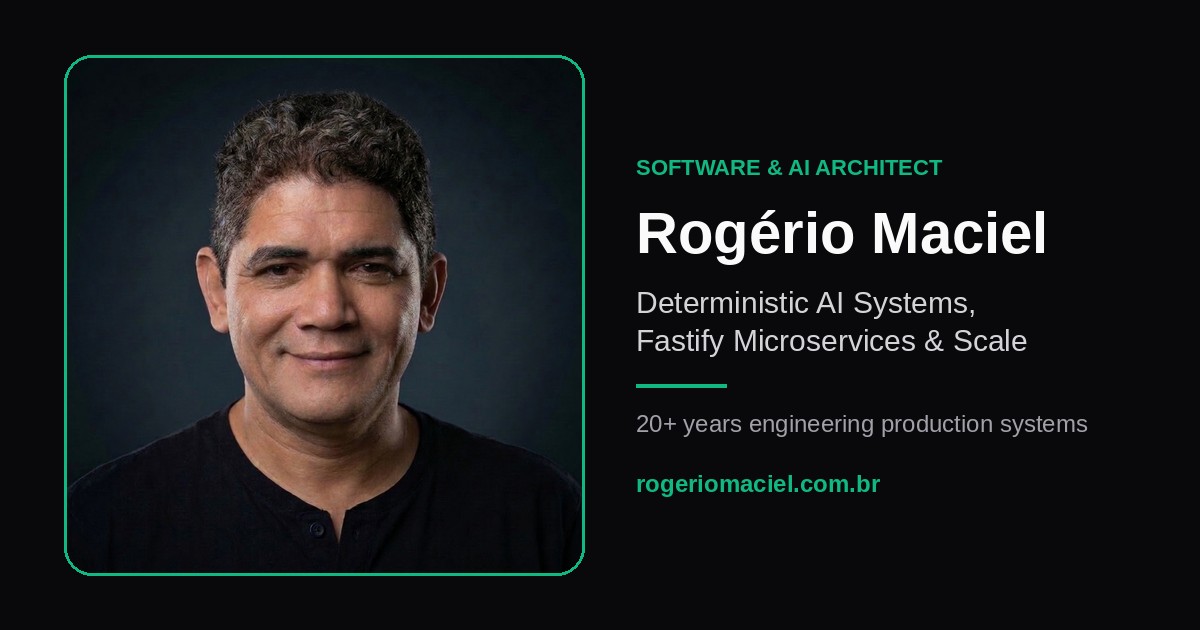 SOFTWARE & AI ARCHITECT
Rogério Maciel
Deterministic AI Systems,
Fastify Microservices & Scale
20+ years engineering production systems
rogeriomaciel.com.br